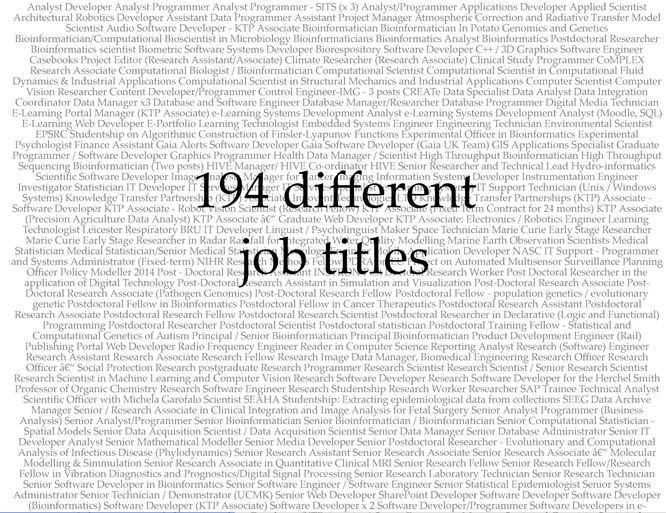 Analyst Developer Analyst Programmer Analyst Programmer - SITS (x 3) Analyst/Programmer Applications Developer Applied Scientist
Architectural Robotics Developer Assistant Data Programmer Assistant Project Manager Atmospheric Correction and Radiative Transfer Model
Scientist Audio Software Developer - KTP Associate Bioinformatician Bioinformatician In Potato Genomics and Genetics
Bioinformatician/Computational Bioscientist in Microbiology Bioinformaticians Bioinformatics Analyst Bioinformatics Postdoctoral Researcher
Bioinformatics scientist Biometric Software Systems Developer Biorespository Software Developer C++ / 3D Graphics Software Engineer
Casebooks Project Editor (Research Assistant/Associate) Climate Researcher (Research Associate) Clinical Study Programmer CoMPLEX
Research Associate Computational Biologist / Bioinformatician Computational Scientist Computational Scientist in Computational Fluid
Dynamics & Industrial Applications Computational Scientist in Structural Mechanics and Industrial Applications Computer Scientist Computer
Vision Researcher Content Developer/Programmer Control Engineer-IMG - 3 posts CREATe Data Specialist Data Analyst Data Integration
Coordinator Data Manager x3 Database and Software Engineer Database Manager/Researcher Database Programmer Digital Media Technician
E-Learning Portal Manager (KTP Associate) e-Learning Systems Development Analyst e-Learning Systems Development Analyst (Moodle, SQL)
E-Learning Web Developer E-Portfolio Learning Technologist Embedded Systems Engineer Engineering Technician Environmental Scientist
EPSRC Studentship on Algorithmic Construction of Finsler-Lyapunov Functions Experimental Officer in Bioinformatics Experimental
Psychologist Finance Assistant Gaia Alerts Software Developer Gaia Software Developer (Gaia UK Team) GIS Applications Specialist Graduate
Programmer / Software Developer Graphics Programmer Health Data Manager / Scientist High Throughput Bioinformatician High Throughput
Sequencing Bioinformatician (Two posts) HIVE Manager/ HIVE Co-ordinator HIVE Senior Researcher and Technical Lead Hydro-informatics
Scientific Software Developer Information Systems Developer Instrumentation Engineer
Investigator Statistician IT Developer IT IT Support Technician (Unix / Windows
194 different
Systems) Knowledge Transfer Partnership Knowledge Transfer Partnerships (KTP) Associate -
Software Developer KTP Associate - Robot Vision Scientist (Research Fellow) KTP Associate (Fixed Term Contract for 24 months) KTP Associate
(Precision Agriculture Data Analyst) KTP Associate â€" Graduate Web Developer KTP Associate: Electronics / Robotics Engineer Learning
Technologist Leicester Respiratory BRU IT Developer Linguist / Psycholinguist Maker Space Technician Marie Curie Early Stage Researcher
Marie Curie Early Stage Researcher in Radar Rainfall for Integrated Water Quality Modelling Marine Earth Observation Scientists Medical
Statistician Medical Statistician/Senior Medical Application Developer NASC IT Support - Programmer
job titles
and Systems Administrator (Fixed-term) NIHR on Automated Multisensor Surveillance Planning
Officer Policy Modeller 2014 Post - Doctoral Research Worker Post Doctoral Researcher in the
application of Digital Technology Post-Doctoral Research Assistant in Simulation and Visualization Post-Doctoral Research Associate Post-
Doctoral Research Associate (Pathogen Genomics) Post-Doctoral Research Fellow Postdoctoral Fellow - population genetics / evolutionary
genetics Postdoctoral Fellow in Bioinformatics Postdoctoral Fellow in Cancer Therapeutics Postdoctoral Research Assistant Postdoctoral
Research Associate Postdoctoral Research Fellow Postdoctoral Research Scientist Postdoctoral Researcher in Declarative (Logic and Functional)
Programming Postdoctoral Researcher Postdoctoral Scientist Postdoctoral statistician Postdoctoral Training Fellow - Statistical and
Computational Genetics of Autism Principal / Senior Bioinformatician Principal Bioinformatician Product Development Engineer (Rail)
Publishing Portal Web Developer Radio Frequency Engineer Reader in Computer Science Reporting Analyst Research (Software) Engineer
Research Assistant Research Associate Research Fellow Research Image Data Manager, Biomedical Engineering Research Officer Research
Officer â€" Social Protection Research postgraduate Research Programmer Research Scientist Research Scientist / Senior Research Scientist
Research Scientist in Machine Learning and Computer Vision Research Software Developer Research Software Developer for the Herchel Smith
Professor of Organic Chemistry Research Software Engineer Research Studentship Research Worker Researcher SAP Trainee Technical Analyst
Scientific Officer with Michela Garofalo Scientist SEAHA Studentship: Extracting epidemological data from collections SEEG Data Archive
Manager Senior / Research Associate in Clinical Integration and Image Analysis for Fetal Surgery Senior Analyst Programmer (Business
Analysis) Senior Analyst/Programmer Senior Bioinformatician Senior Bioinformatician / Bioinformatician Senior Computational Statistician -
Spatial Models Senior Data Acquisition Scientist / Data Acquisition Scientist Senior Data Manager Senior Database Administrator Senior IT
Developer Analyst Senior Mathematical Modeller Senior Media Developer Senior Postdoctoral Researcher - Evolutionary and Computational
Analysis of Infectious Disease (Phylodynamics) Senior Research Assistant Senior Research Associate Senior Research Associate â€" Molecular
Modelling & Simmulation Senior Research Associate in Quantitative Clinical MRI Senior Research Fellow Senior Research Fellow/Research
Fellow in Vibration Diagnostics and Prognostics/Digital Signal Processing Senior Research Laboratory Technician Senior Research Technician
Senior Software Developer in Bioinformatics Senior Software Engineer / Software Engineer Senior Statistical Epidemiologist Senior Systems
Administrator Senior Technician / Demonstrator (UCMK) Senior Web Developer SharePoint Developer Software Developer Software Developer
(Bioinformatics) Software Developer (KTP Associate) Software Developer x 2 Software Developer/Programmer Software Developers in e-